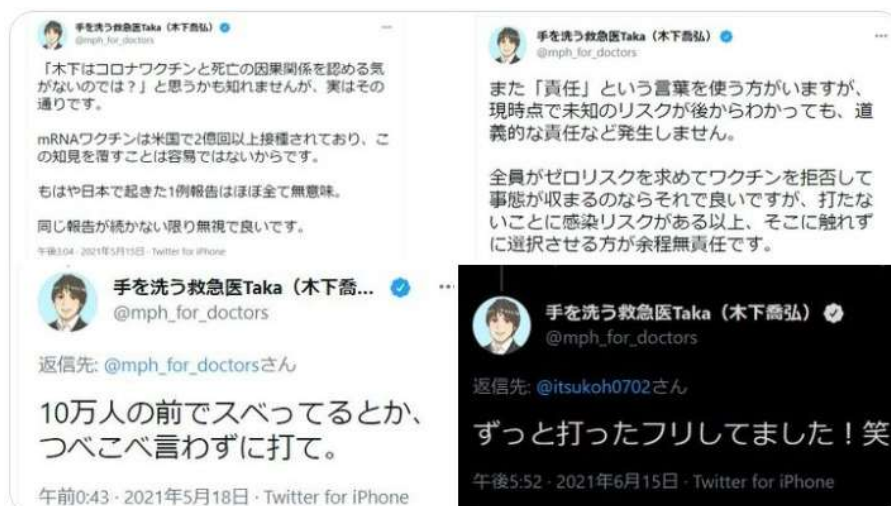 手を洗う救急医Taka（木下喬弘）
@mph_for_doctors
「木下はコロナワクチンと死亡の因果関係を認める気
がないのでは？」と思うかも知れませんが、実はその
通りです。
mRNAワクチンは米国で2億回以上接種されており、こ
の知見を覆すことは容易ではないからです。
もはや日本で起きた1例報告はほぼ全て無意味。
同じ報告が続かない限り無視で良いです。
午後3:04 · 2021年5月15日 · Twitter for iPhone
手を洗う救急医Taka（木下喬弘）
@mph_for_doctors
また「責任」という言葉を使う方がいますが、
現時点で未知のリスクが後からわかっても、道
義的な責任など発生しません。
全員がゼロリスクを求めてワクチンを拒否して
事態が収まるのならそれで良いですが、打たな
いことに感染リスクがある以上、そこに触れず
に選択させる方が余程無責任です。
手を洗う救急医Taka（木下喬...
@mph_for_doctors
返信先: @mph_for_doctorsさん
10万人の前でスベってるとか、
つべこべ言わずに打て。
午前0:43 · 2021年5月18日 · Twitter for iPhone
手を洗う救急医Taka（木下喬弘）
@mph_for_doctors
返信先: @itsukoh0702さん
ずっと打ったフリしてました！笑
午後5:52 · 2021年6月15日 · Twitter for iPhone